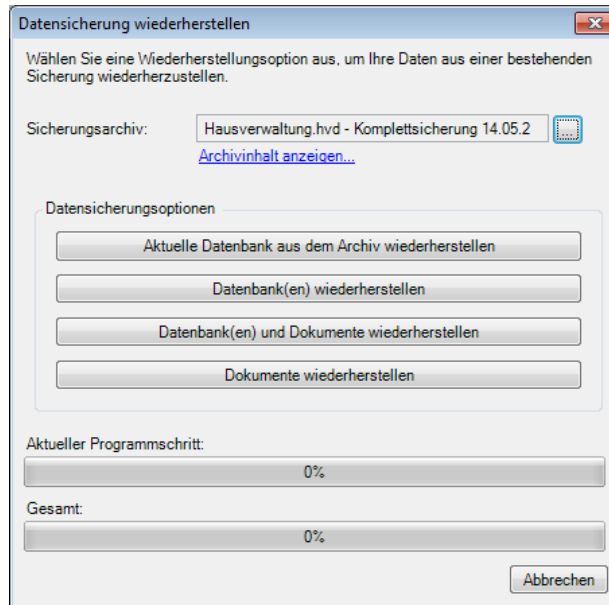 Datensicherung wiederherstellen
Wählen Sie eine Wiederherstellungsoption aus, um Ihre Daten aus einer bestehenden
Sicherung wiederherzustellen.
Sicherungsarchiv: Hausverwaltung.hvd - Komplettsicherung 14.05.2 ...
Archivinhalt anzeigen...
Datensicherungsoptionen
Aktuelle Datenbank aus dem Archiv wiederherstellen
Datenbank(en) wiederherstellen
Datenbank(en) und Dokumente wiederherstellen
Dokumente wiederherstellen
Aktueller Programmschritt:
0%
Gesamt:
0%
Abbrechen